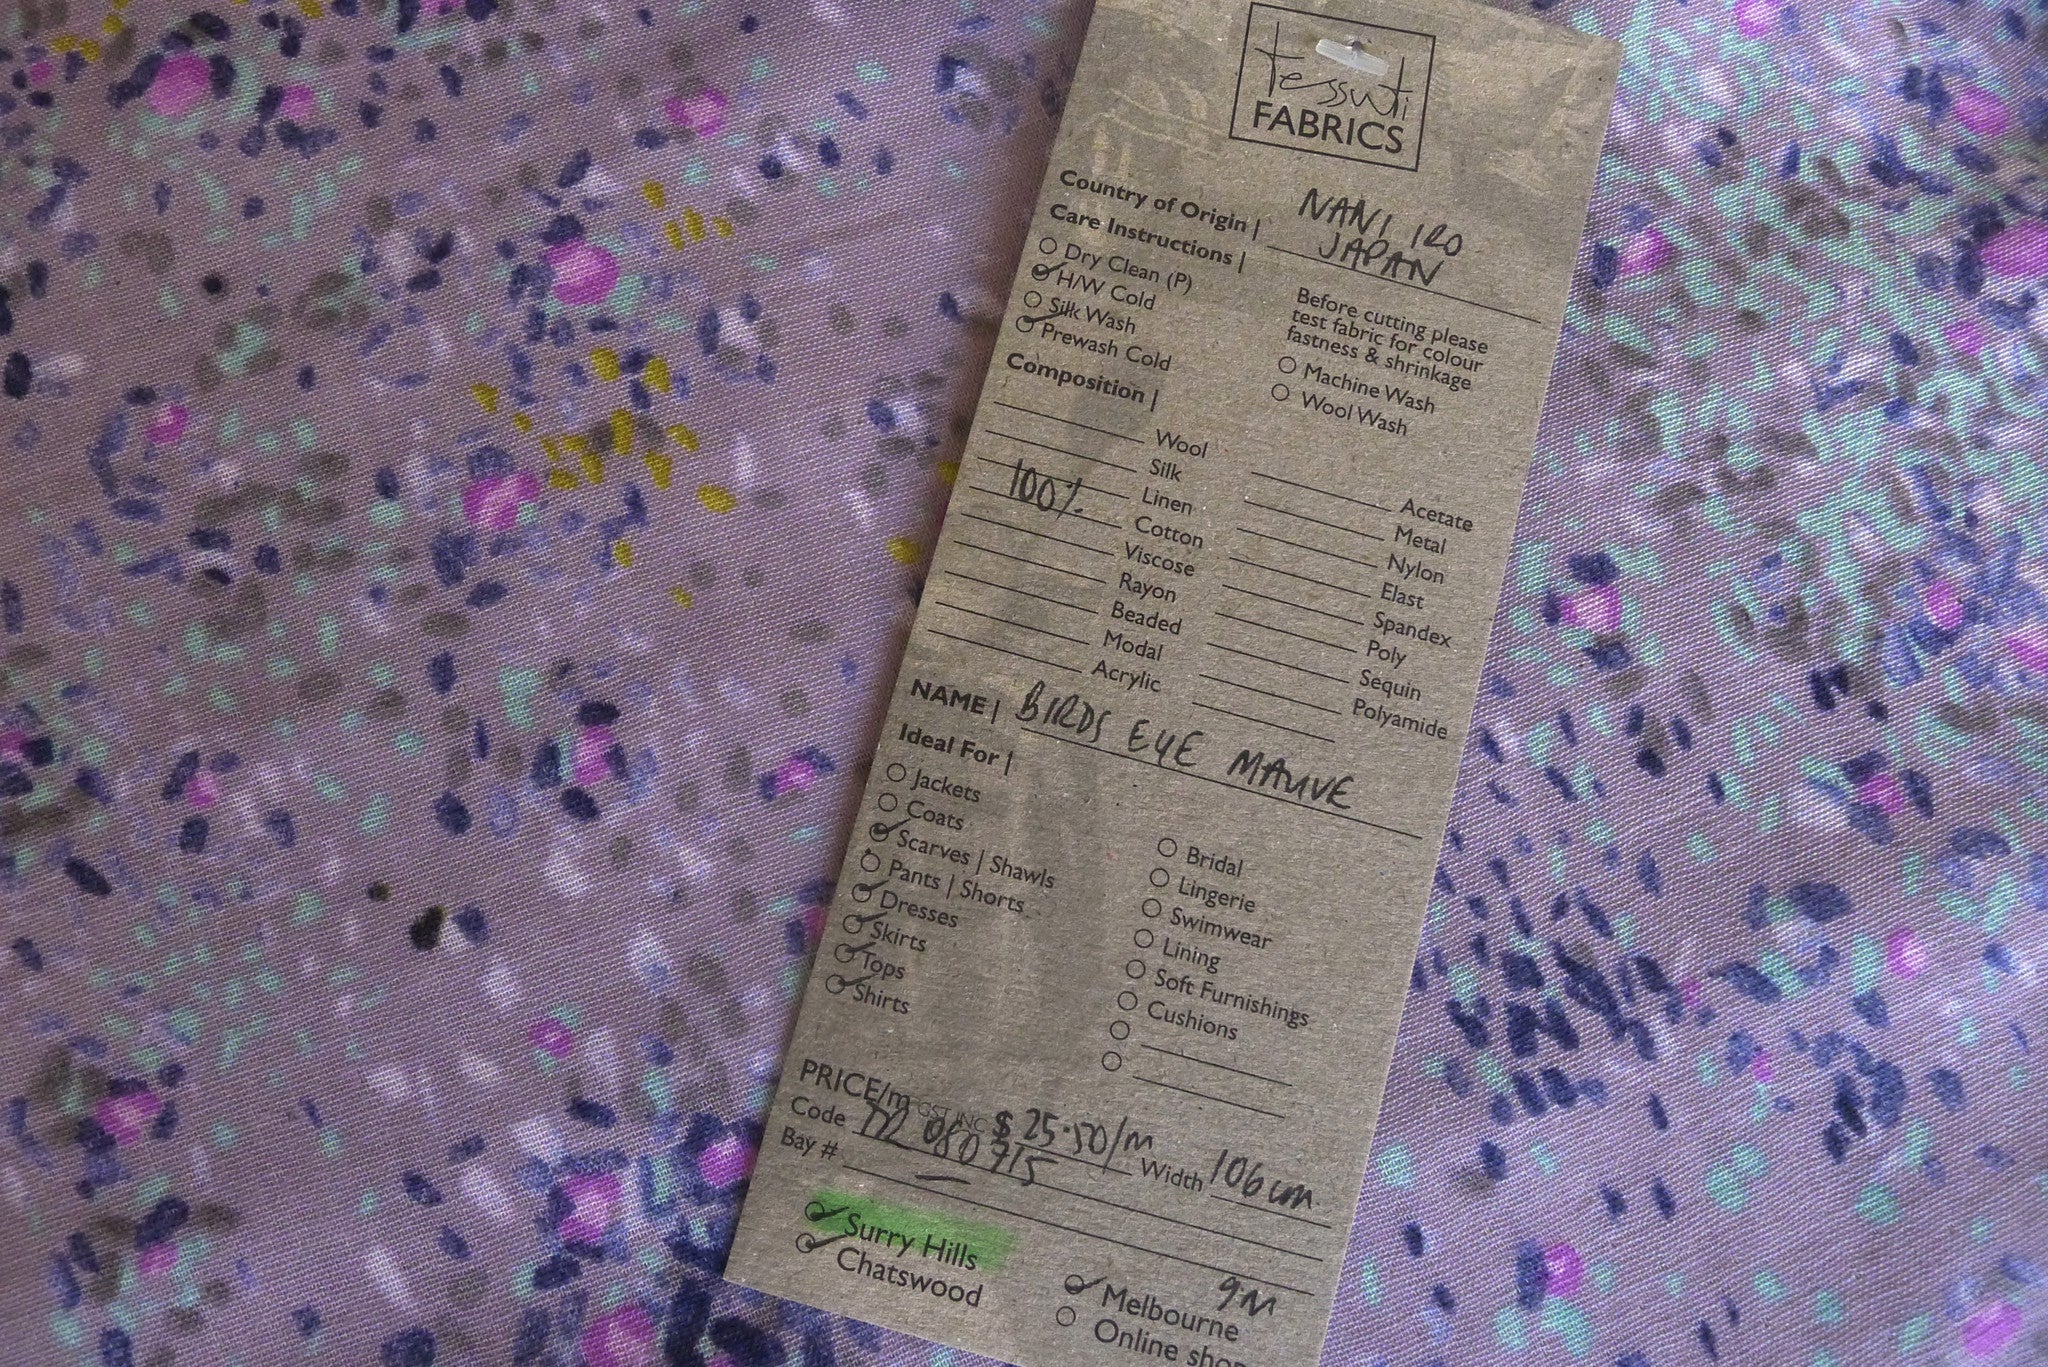 tessuti
FABRICS
Country of Origin | NANI IRO
JAPAN
Care Instructions |
Dry Clean (P)
H/W Cold
Silk Wash
Prewash Cold
Before cutting please
test fabric for colour
fastness & shrinkage
Machine Wash
Wool Wash
Composition |
Wool
Silk
Linen
100% Cotton
Viscose
Rayon
Beaded
Modal
Acrylic
Acetate
Metal
Nylon
Elast
Spandex
Poly
Sequin
Polyamide
NAME | BIRDS EYE MAUVE
Ideal For |
Jackets
Coats
Scarves | Shawls
Pants | Shorts
Dresses
Skirts
Tops
Shirts
Bridal
Lingerie
Swimwear
Lining
Soft Furnishings
Cushions
PRICE/m GST INC $25.50/m
Code 080715 Width 106cm
Bay # —
Surry Hills
Chatswood
9m
Melbourne
Online shop